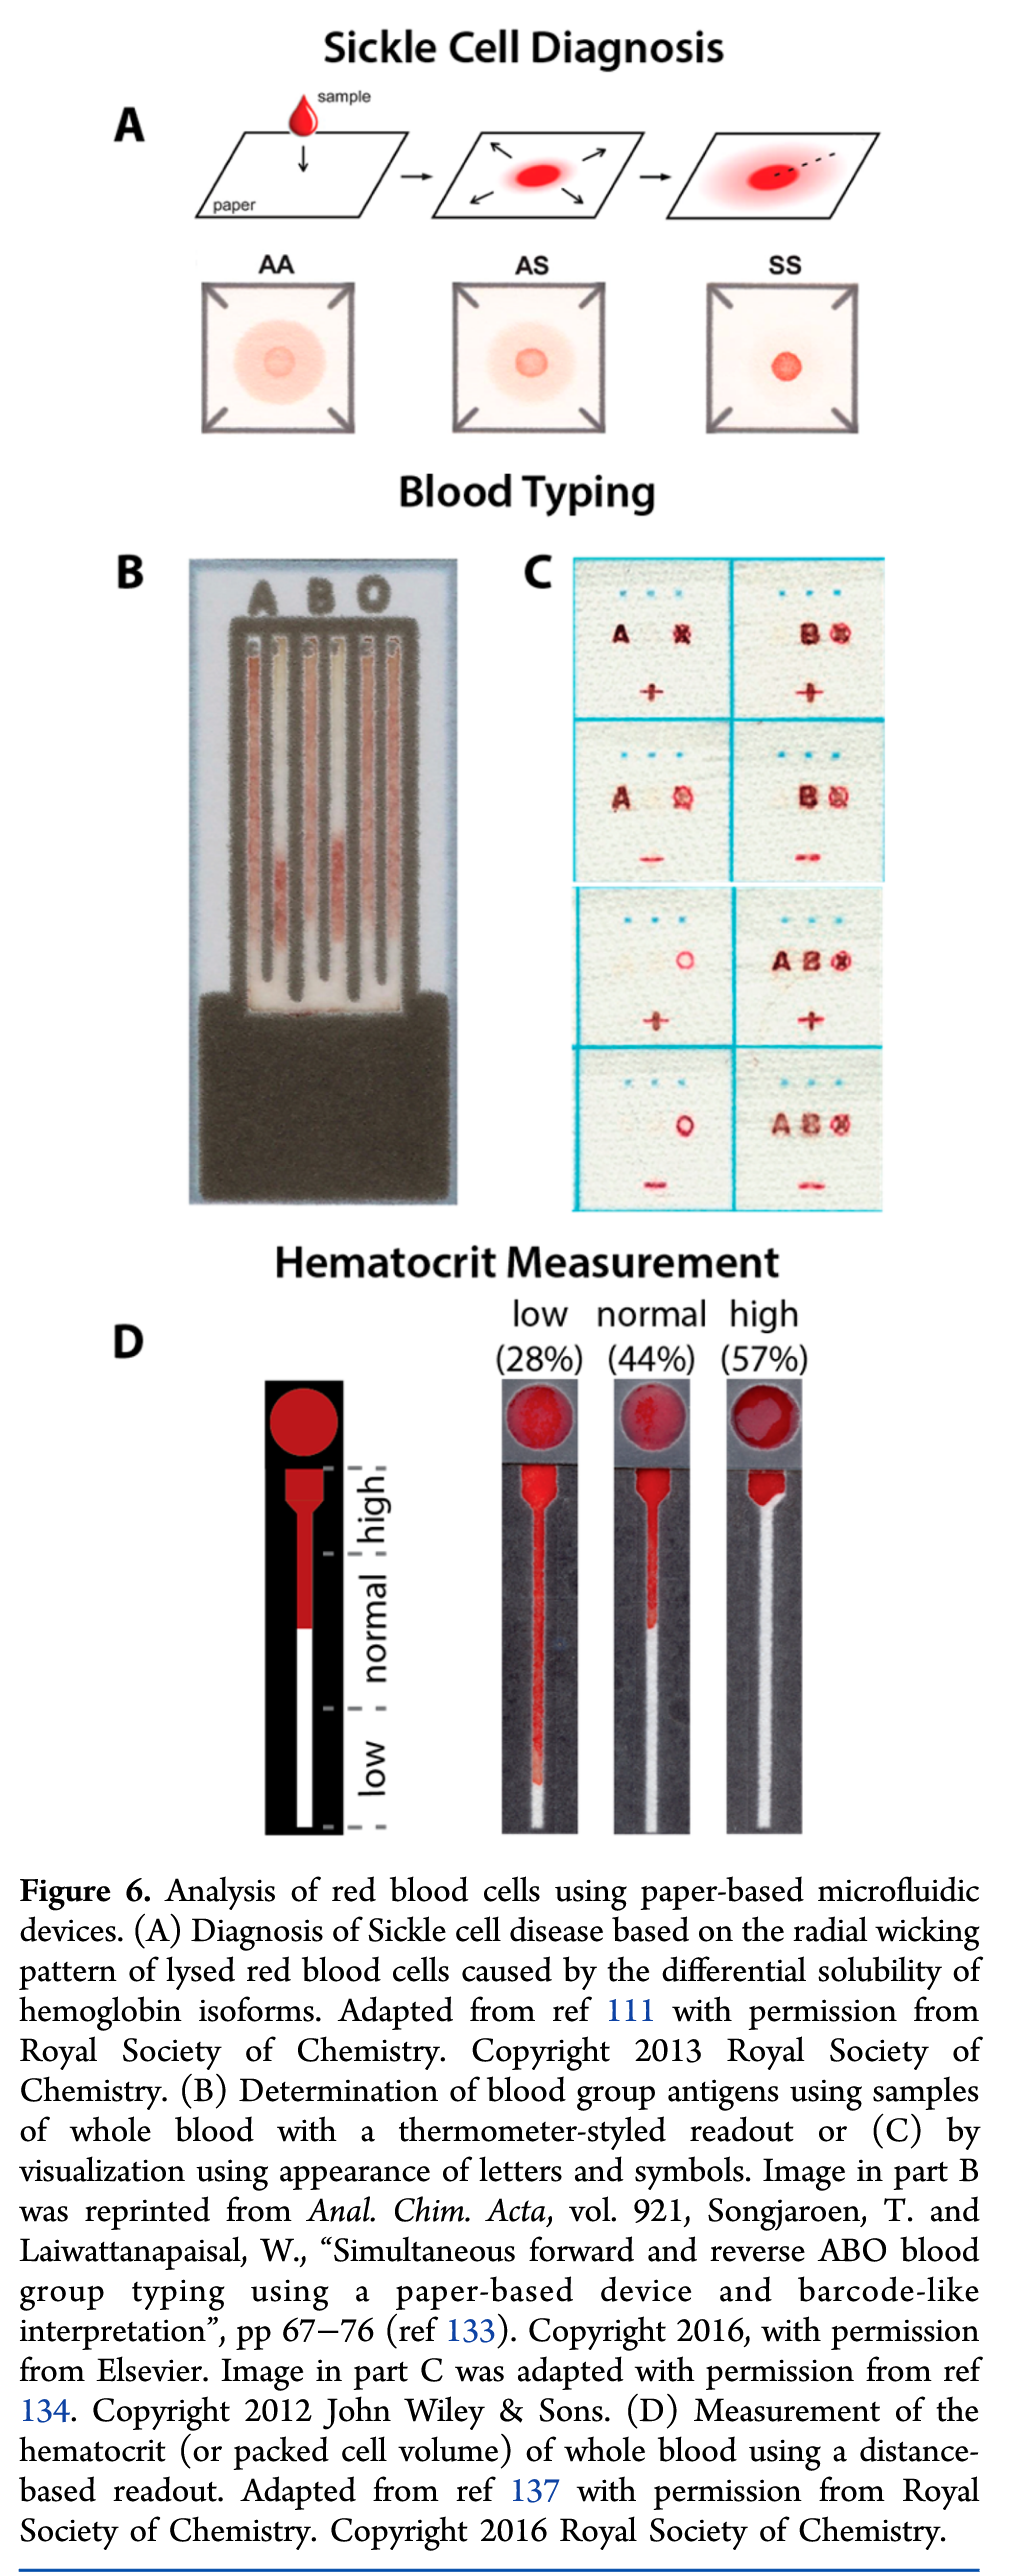 Sickle Cell Diagnosis
A
sample
paper
AA AS SS
Blood Typing
B
A B O
C
A
+
B
+
A
−
B
−
O
+
A B
+
O
−
A B
−
Hematocrit Measurement
D
low normal high
(28%) (44%) (57%)
high
normal
low
Figure 6. Analysis of red blood cells using paper-based microfluidic
devices. (A) Diagnosis of Sickle cell disease based on the radial wicking
pattern of lysed red blood cells caused by the differential solubility of
hemoglobin isoforms. Adapted from ref 111 with permission from
Royal Society of Chemistry. Copyright 2013 Royal Society of
Chemistry. (B) Determination of blood group antigens using samples
of whole blood with a thermometer-styled readout or (C) by
visualization using appearance of letters and symbols. Image in part B
was reprinted from Anal. Chim. Acta, vol. 921, Songjaroen, T. and
Laiwattanapaisal, W., “Simultaneous forward and reverse ABO blood
group typing using a paper-based device and barcode-like
interpretation”, pp 67−76 (ref 133). Copyright 2016, with permission
from Elsevier. Image in part C was adapted with permission from ref
134. Copyright 2012 John Wiley & Sons. (D) Measurement of the
hematocrit (or packed cell volume) of whole blood using a distance-
based readout. Adapted from ref 137 with permission from Royal
Society of Chemistry. Copyright 2016 Royal Society of Chemistry.